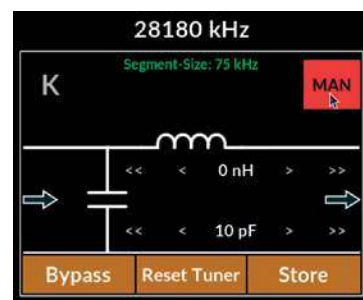 28180 kHz
Segment-Size: 75 kHz
K
MAN
<< < 0 nH > >>
<< < 10 pF > >>
Bypass Reset Tuner Store